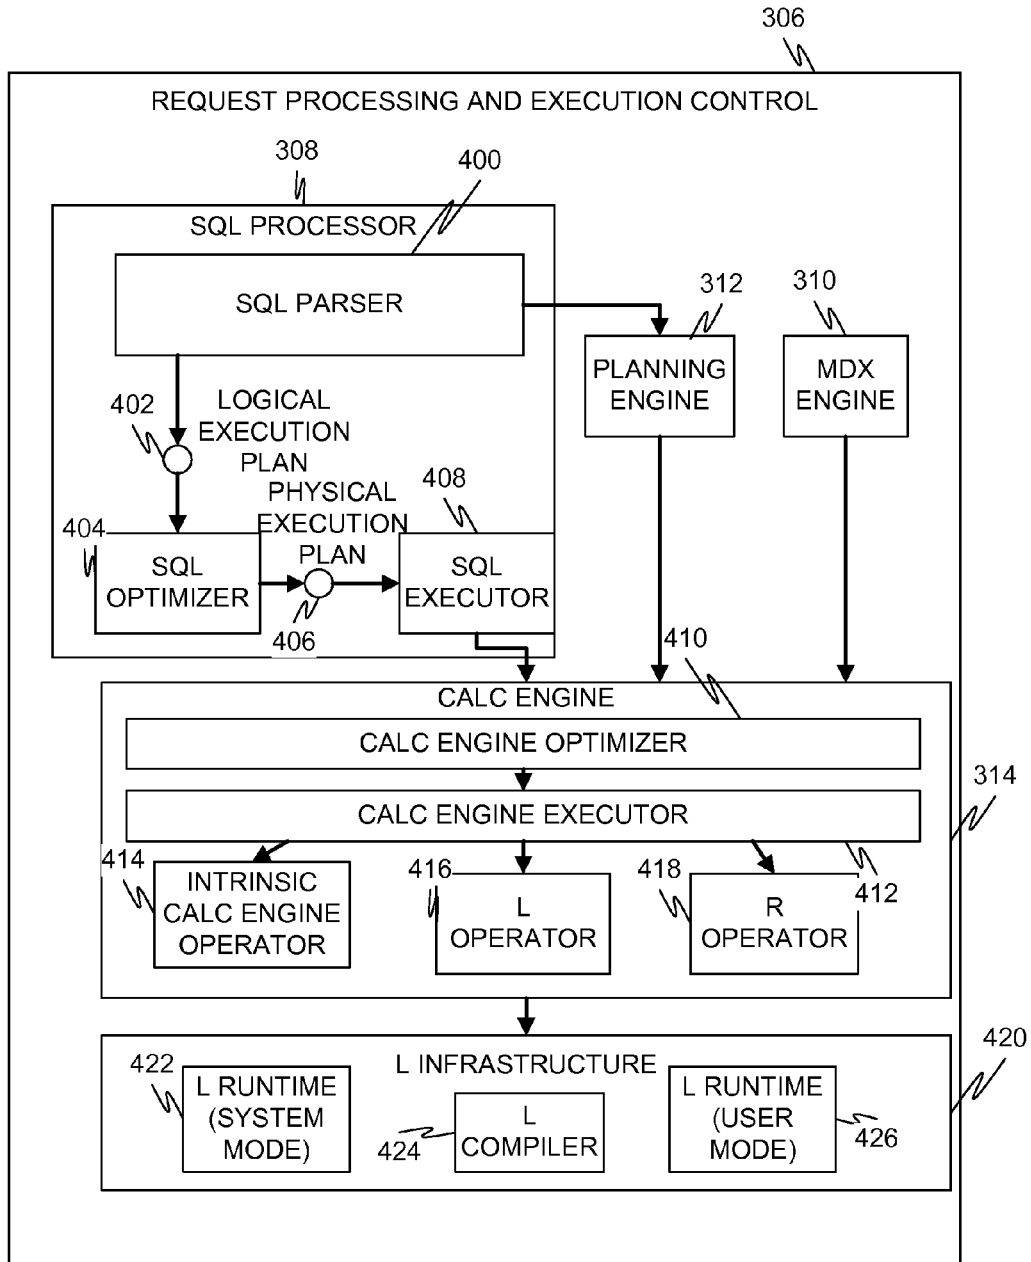 306
REQUEST PROCESSING AND EXECUTION CONTROL
308
400
SQL PROCESSOR
SQL PARSER
312
310
PLANNING
ENGINE
MDX
ENGINE
402
LOGICAL
EXECUTION
PLAN
PHYSICAL
EXECUTION
PLAN
408
404
SQL
OPTIMIZER
SQL
EXECUTOR
406
410
CALC ENGINE
CALC ENGINE OPTIMIZER
314
CALC ENGINE EXECUTOR
414
INTRINSIC
CALC ENGINE
OPERATOR
416
L
OPERATOR
418
R
OPERATOR
412
420
L INFRASTRUCTURE
422
L RUNTIME
(SYSTEM
MODE)
424
L
COMPILER
L RUNTIME
(USER
MODE)
426